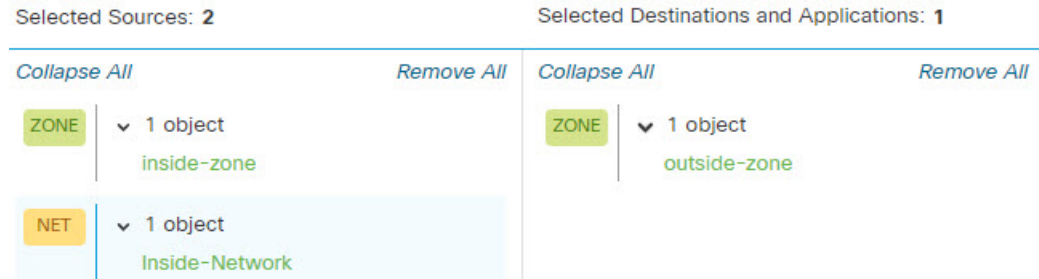 Selected Sources: 2
Collapse All Remove All
ZONE 1 object
inside-zone
NET 1 object
Inside-Network
Selected Destinations and Applications: 1
Collapse All Remove All
ZONE 1 object
outside-zone